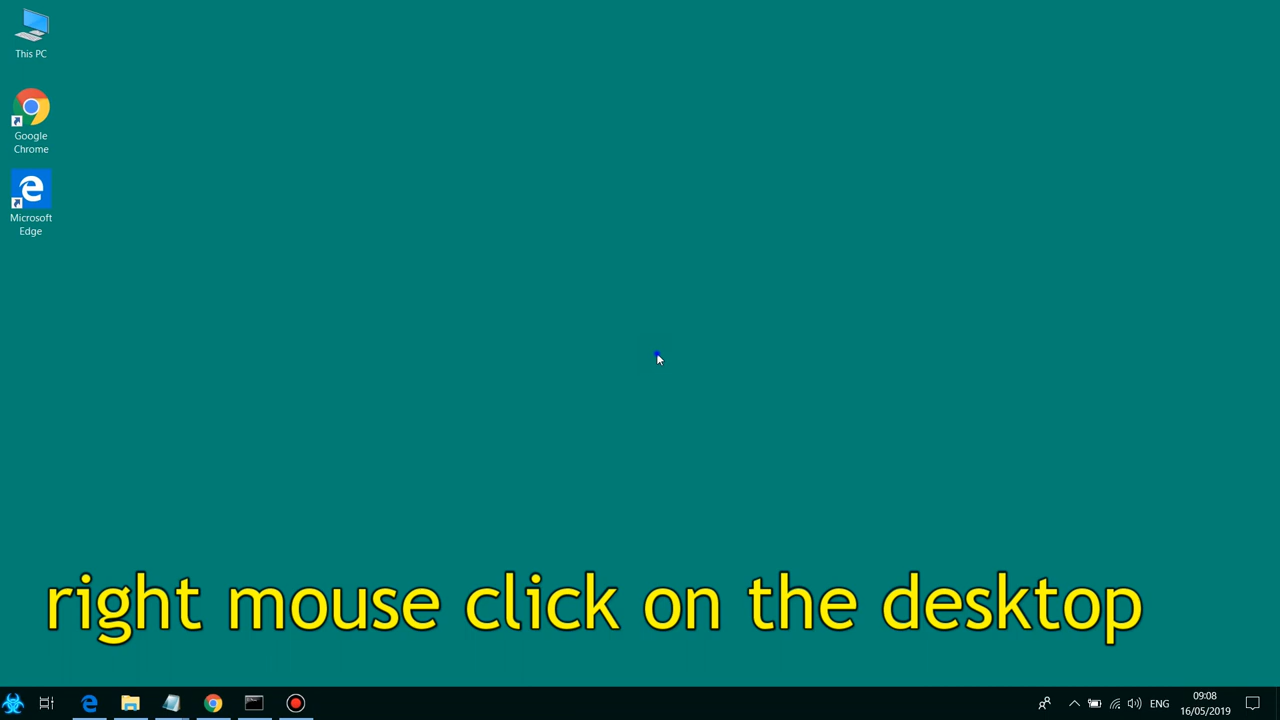 This PC
Google
Chrome
Microsoft
Edge
right mouse click on the desktop
ENG
09:08
16/05/2019